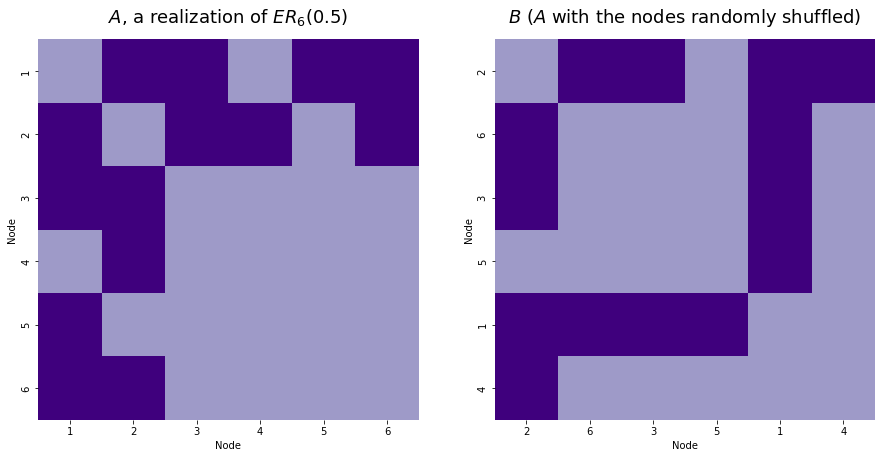 A, a realization of ER₆(0.5)
B (A with the nodes randomly shuffled)
1
2
3
4
5
6
Node
1 2 3 4 5 6
Node
2
6
3
5
1
4
Node
2 6 3 5 1 4
Node